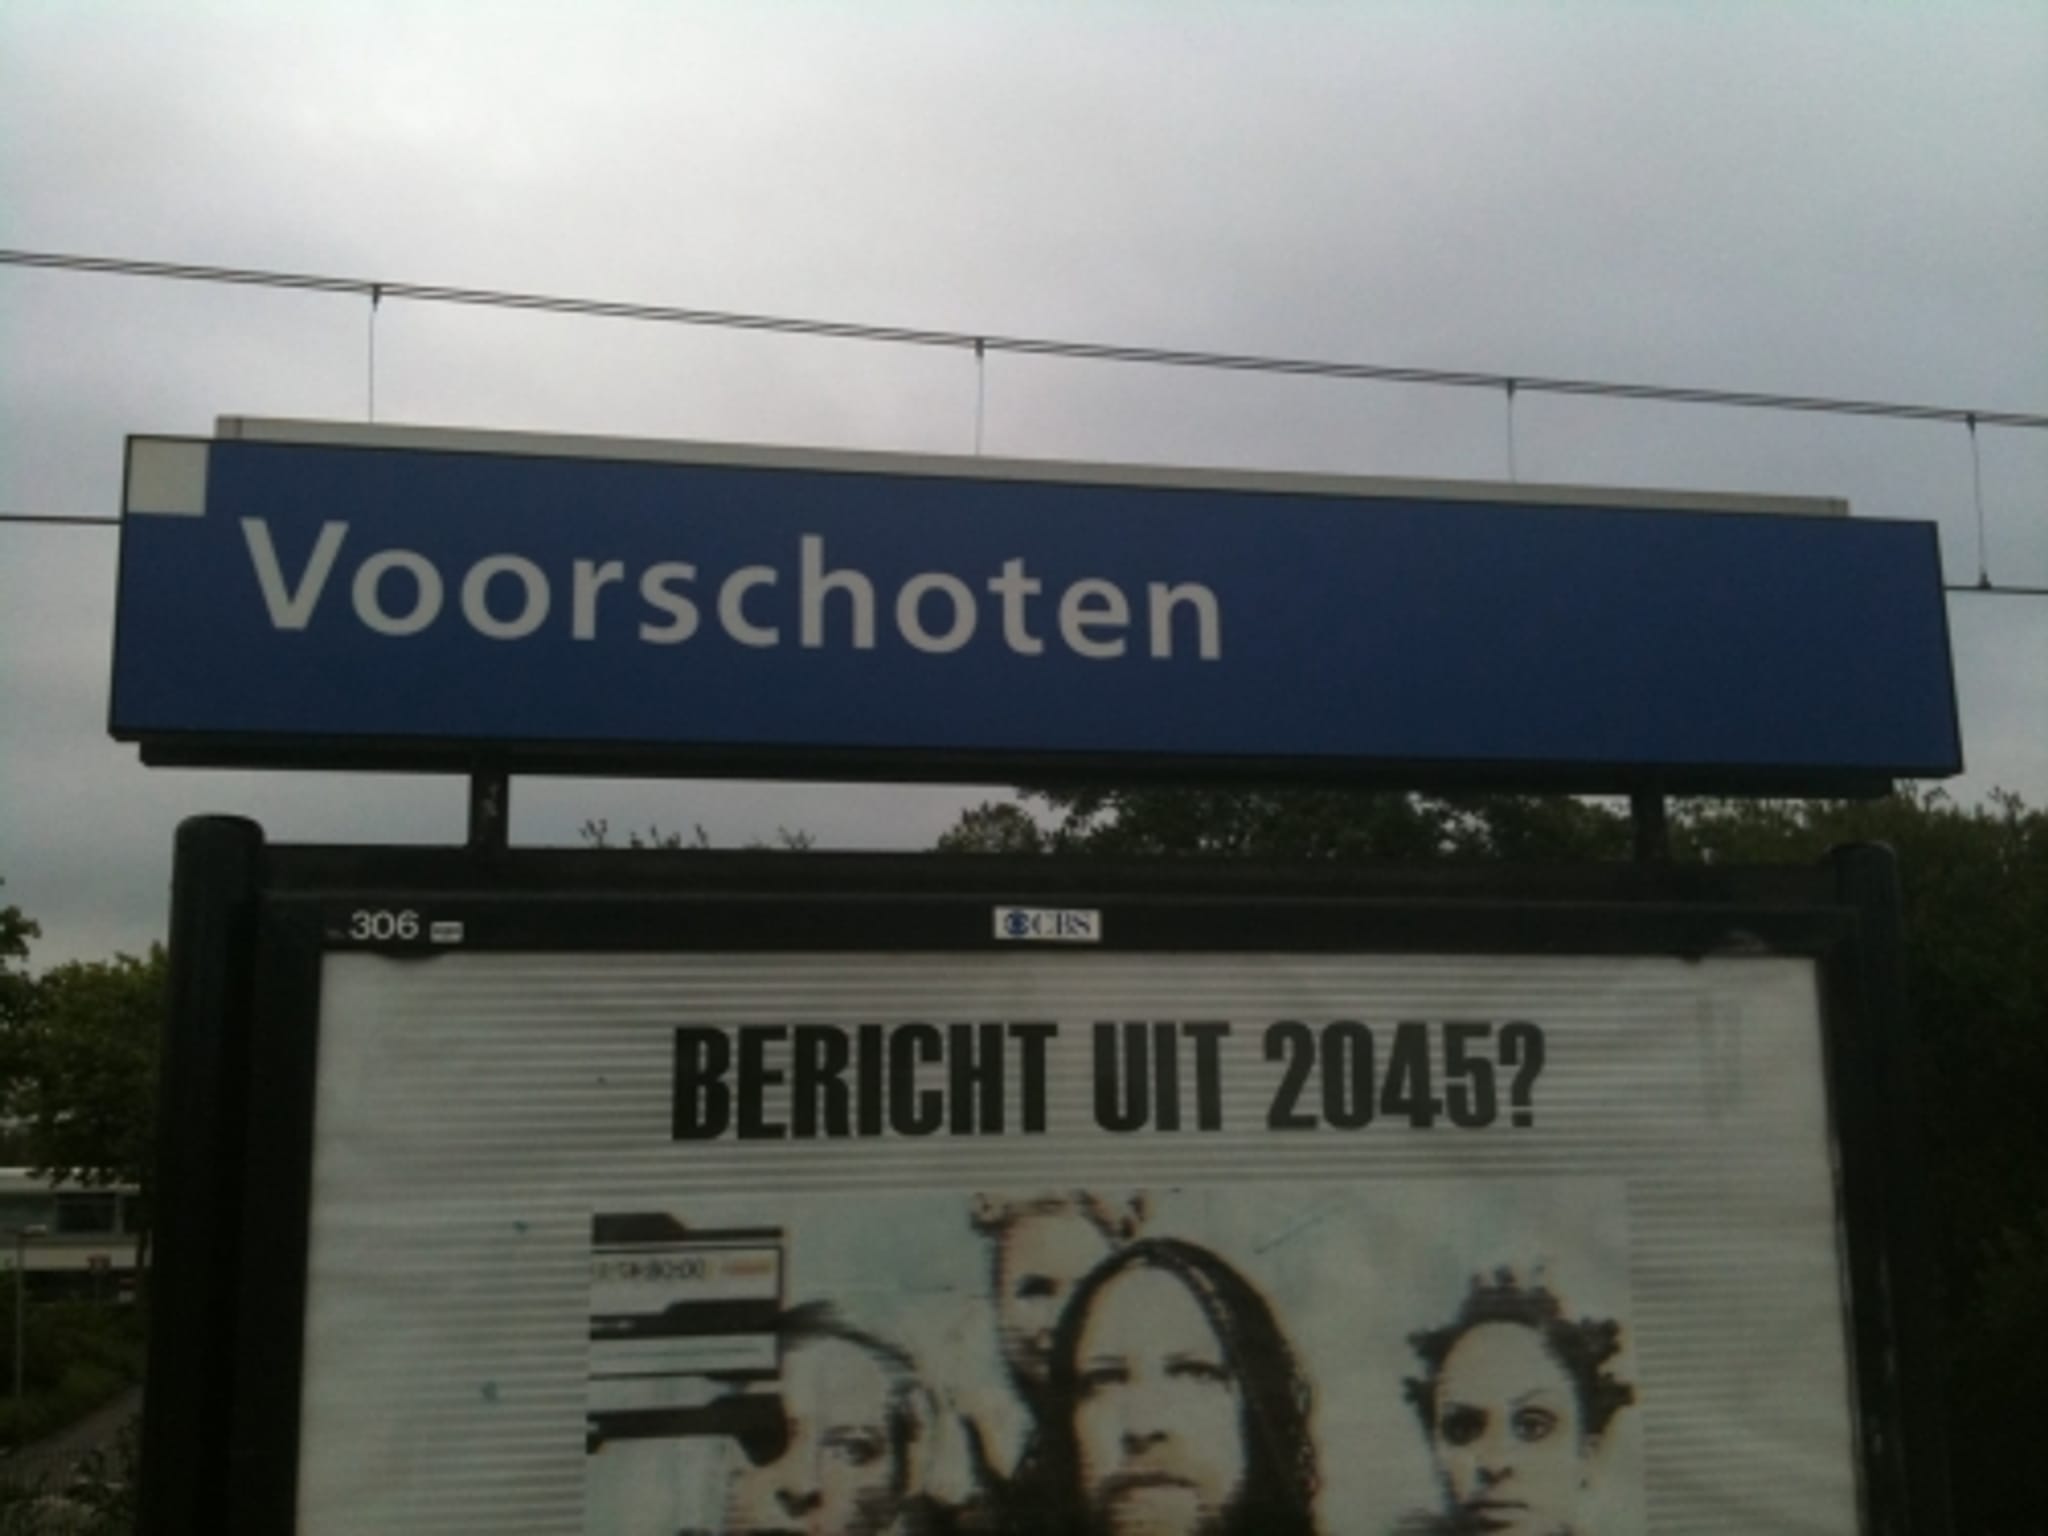 Voorschoten
306
CBS
BERICHT UIT 2045?